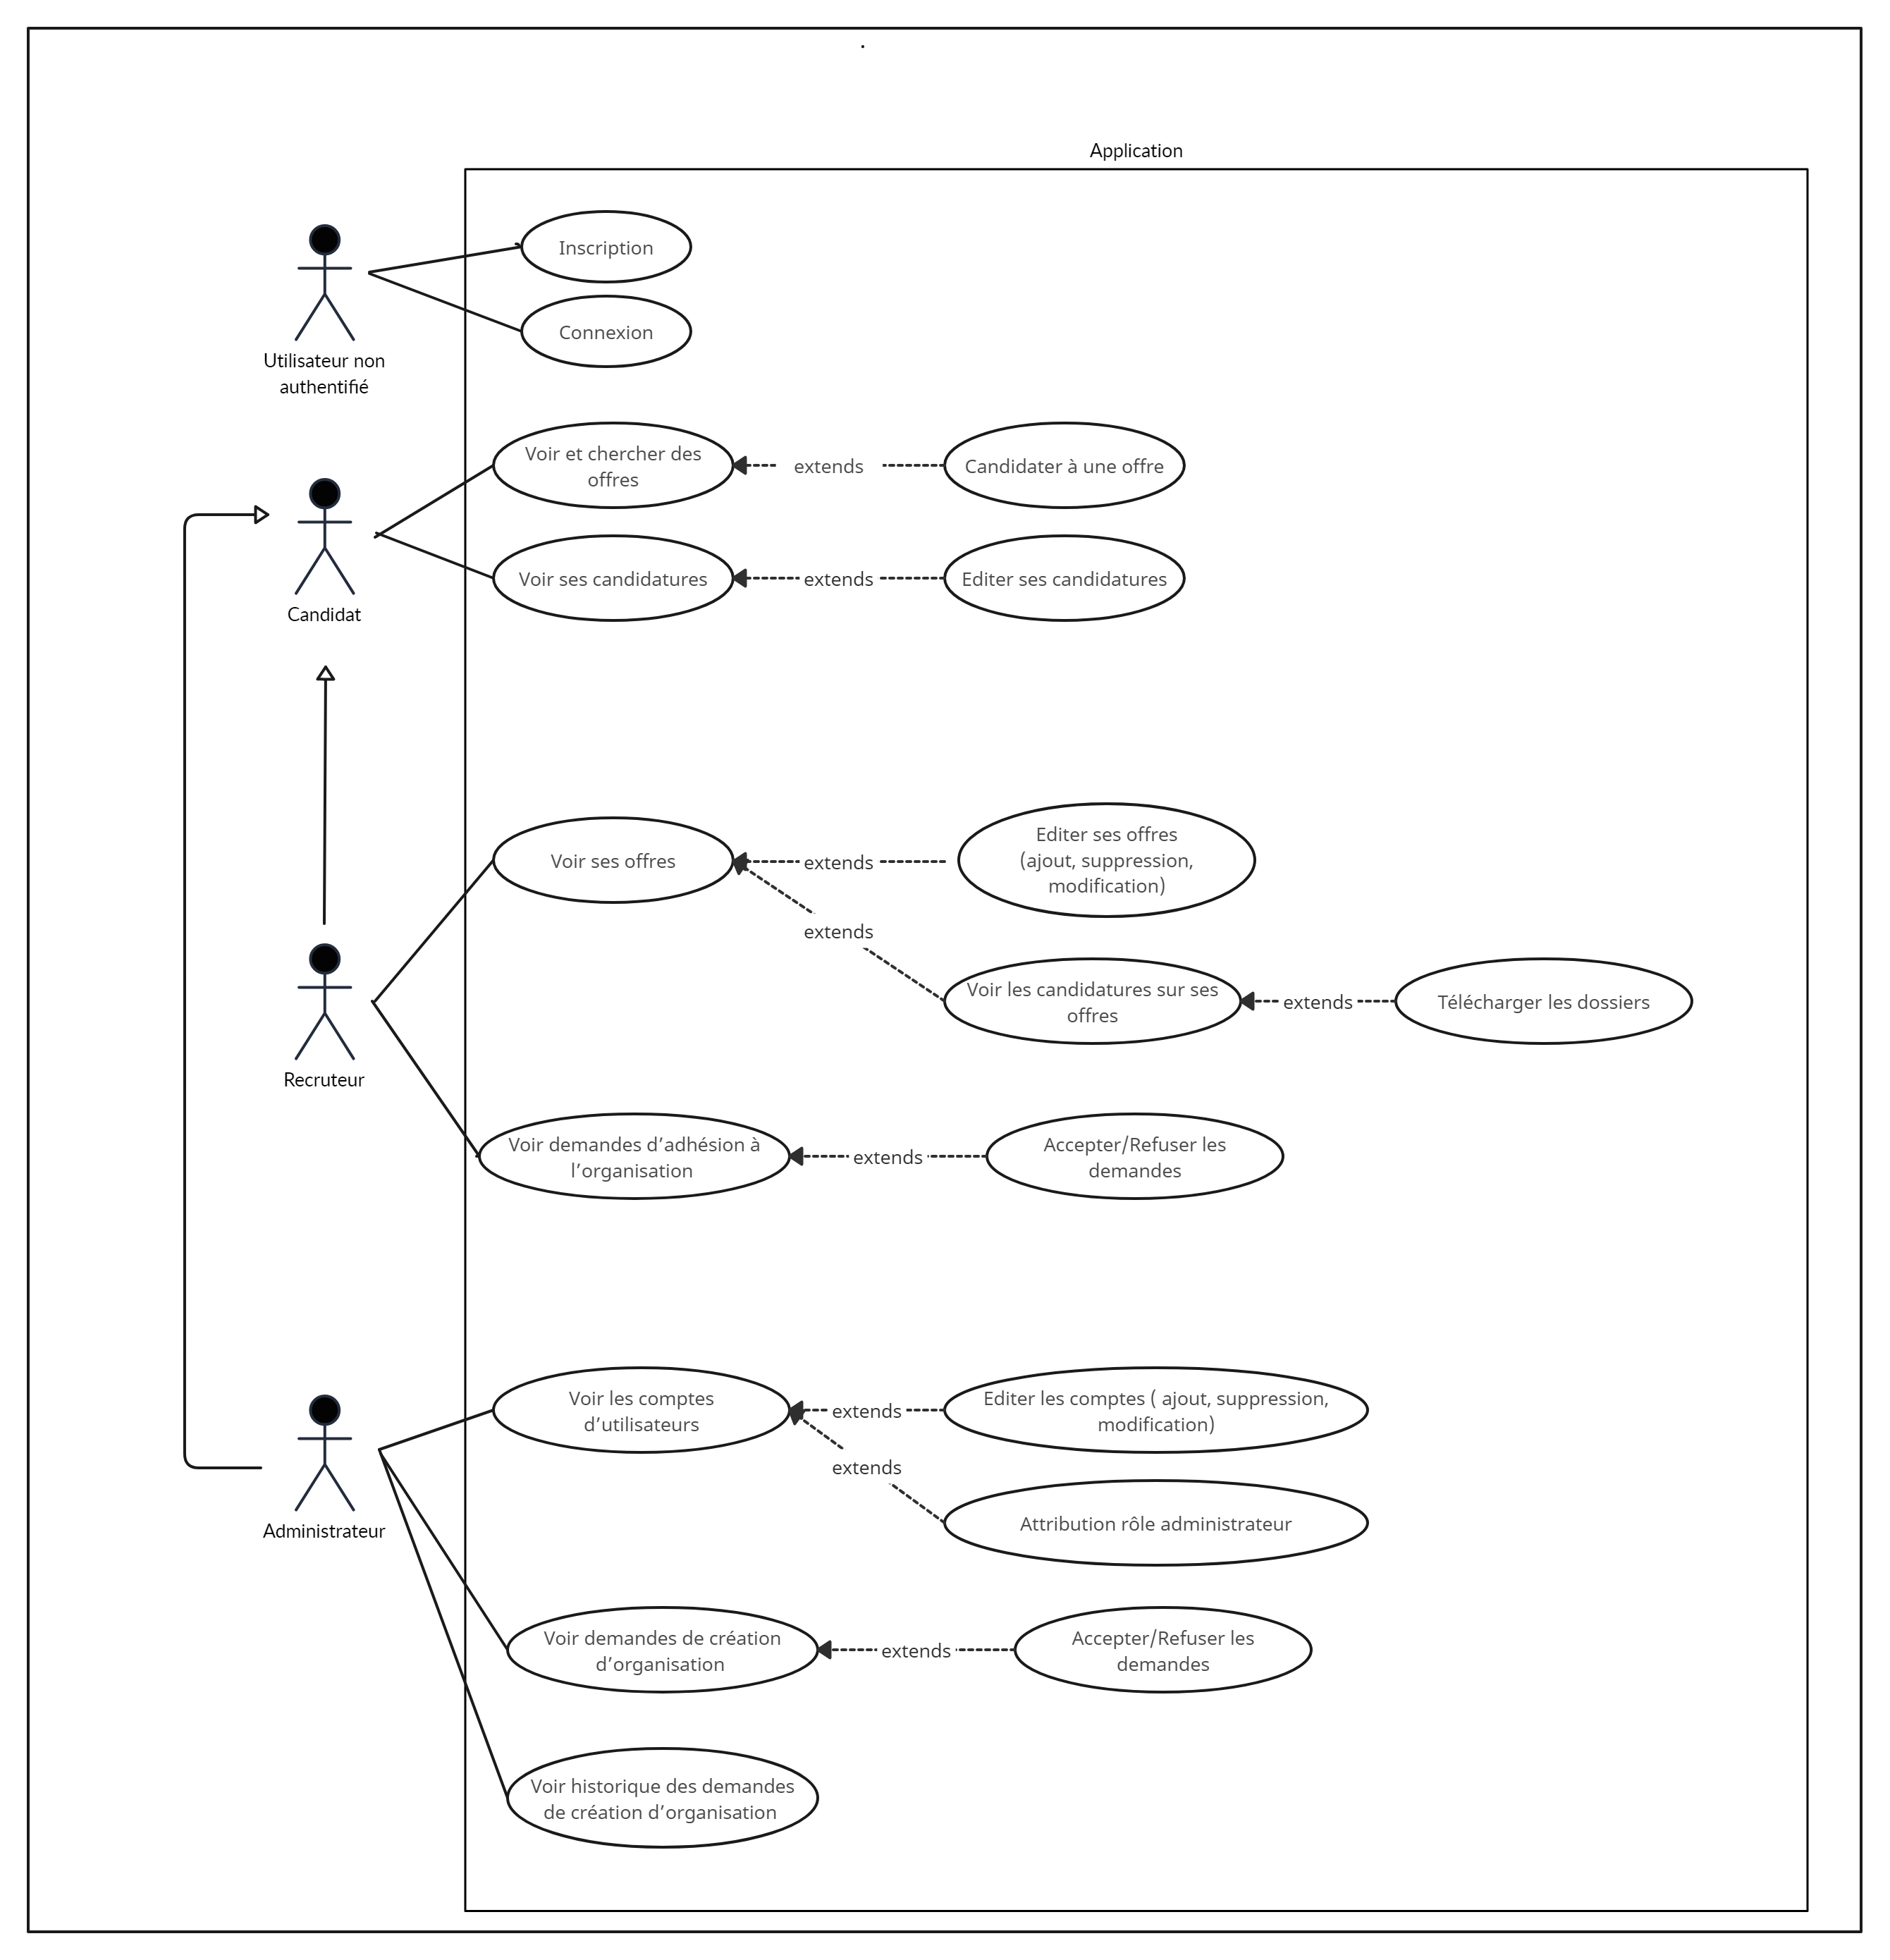 Application
Inscription
Connexion
Utilisateur non
authentifié
Voir et chercher des
offres
extends
Candidater à une offre
Voir ses candidatures
extends
Editer ses candidatures
Candidat
Voir ses offres
extends
Editer ses offres
(ajout, suppression,
modification)
extends
Voir les candidatures sur ses
offres
extends
Télécharger les dossiers
Recruteur
Voir demandes d’adhésion à
l’organisation
extends
Accepter/Refuser les
demandes
Voir les comptes
d’utilisateurs
extends
Editer les comptes ( ajout, suppression,
modification)
extends
Attribution rôle administrateur
Administrateur
Voir demandes de création
d’organisation
extends
Accepter/Refuser les
demandes
Voir historique des demandes
de création d’organisation